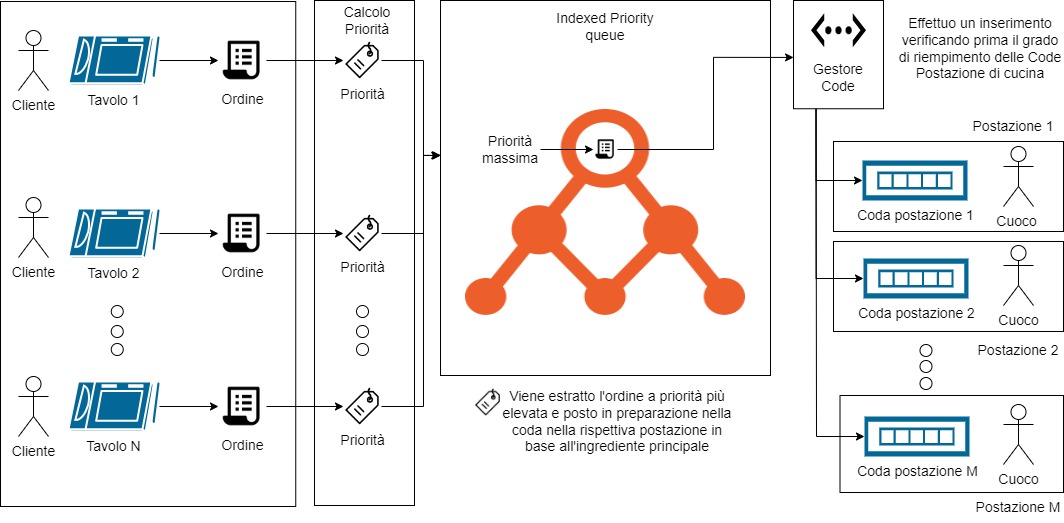 Cliente
Tavolo 1
Ordine
Cliente
Tavolo 2
Ordine
Cliente
Tavolo N
Ordine
Calcolo
Priorità
Priorità
Priorità
Priorità
Indexed Priority
queue
Priorità
massima
Viene estratto l'ordine a priorità più
elevata e posto in preparazione nella
coda nella rispettiva postazione in
base all'ingrediente principale
Gestore
Code
Effettuo un inserimento
verificando prima il grado
di riempimento delle Code
Postazione di cucina
Postazione 1
Coda postazione 1
Cuoco
Coda postazione 2
Cuoco
Postazione 2
Coda postazione M
Cuoco
Postazione M